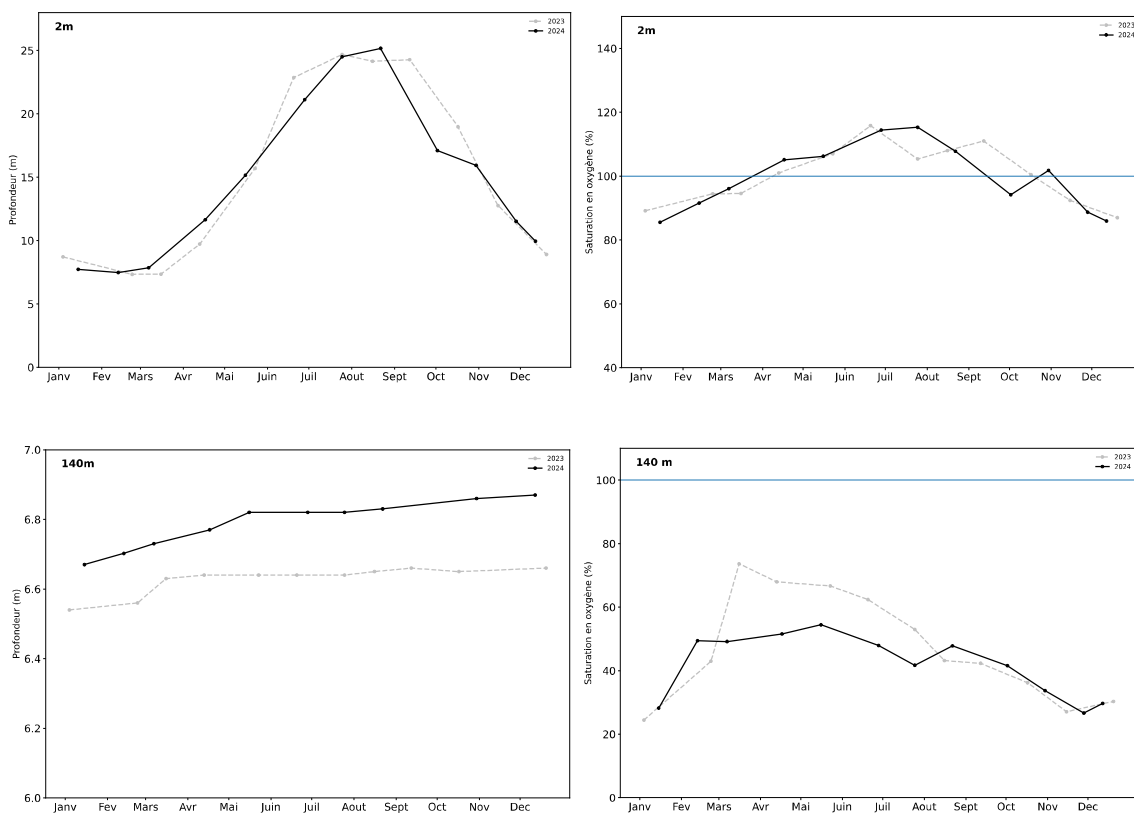 2m
2023
2024
Profondeur (m)
25
20
15
10
5
0
Janv Fev Mars Avr Mai Juin Juil Aout Sept Oct Nov Dec
2m
2023
2024
Saturation en oxygène (%)
140
120
100
80
60
40
Janv Fev Mars Avr Mai Juin Juil Aout Sept Oct Nov Dec
140m
2023
2024
Profondeur (m)
7.0
6.8
6.6
6.4
6.2
6.0
Janv Fev Mars Avr Mai Juin Juil Aout Sept Oct Nov Dec
140 m
2023
2024
Saturation en oxygène (%)
100
80
60
40
20
0
Janv Fev Mars Avr Mai Juin Juil Aout Sept Oct Nov Dec